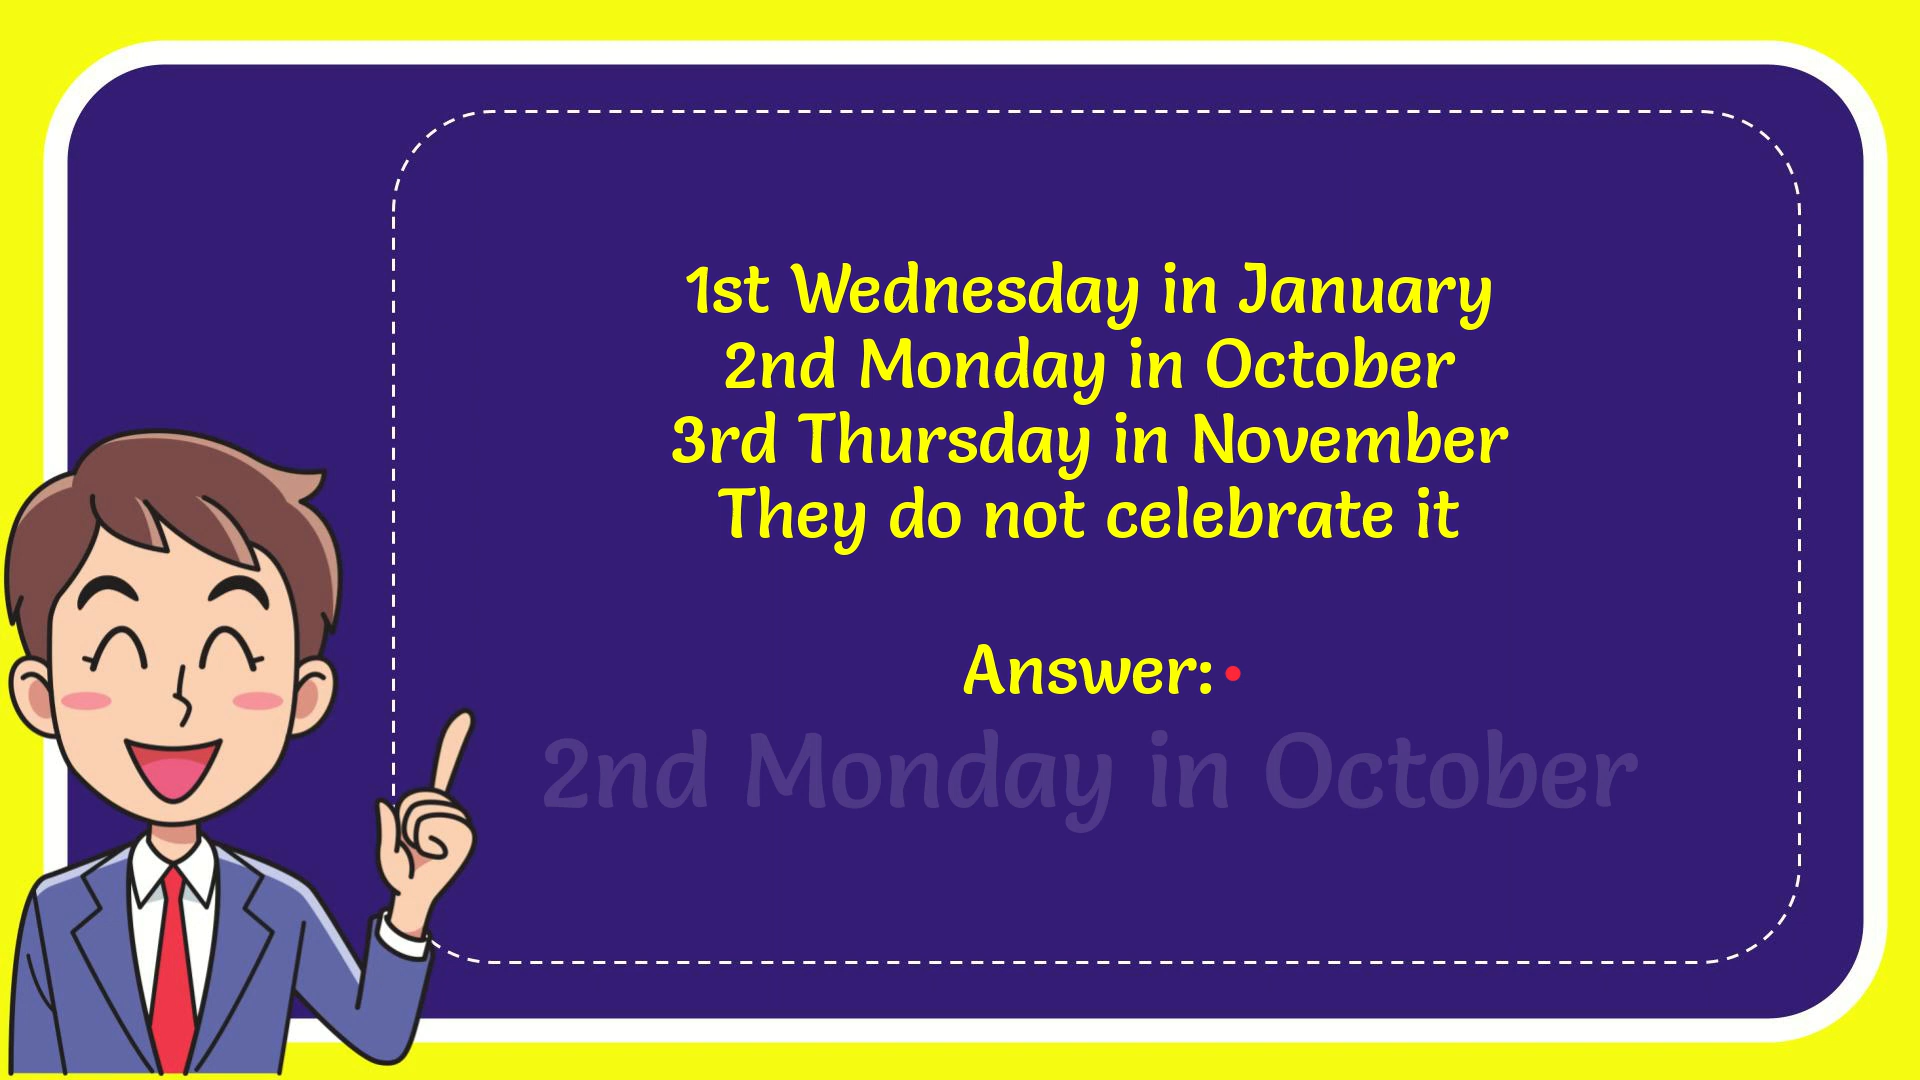 1st Wednesday in January
2nd Monday in October
3rd Thursday in November
They do not celebrate it
Answer:
2nd Monday in October